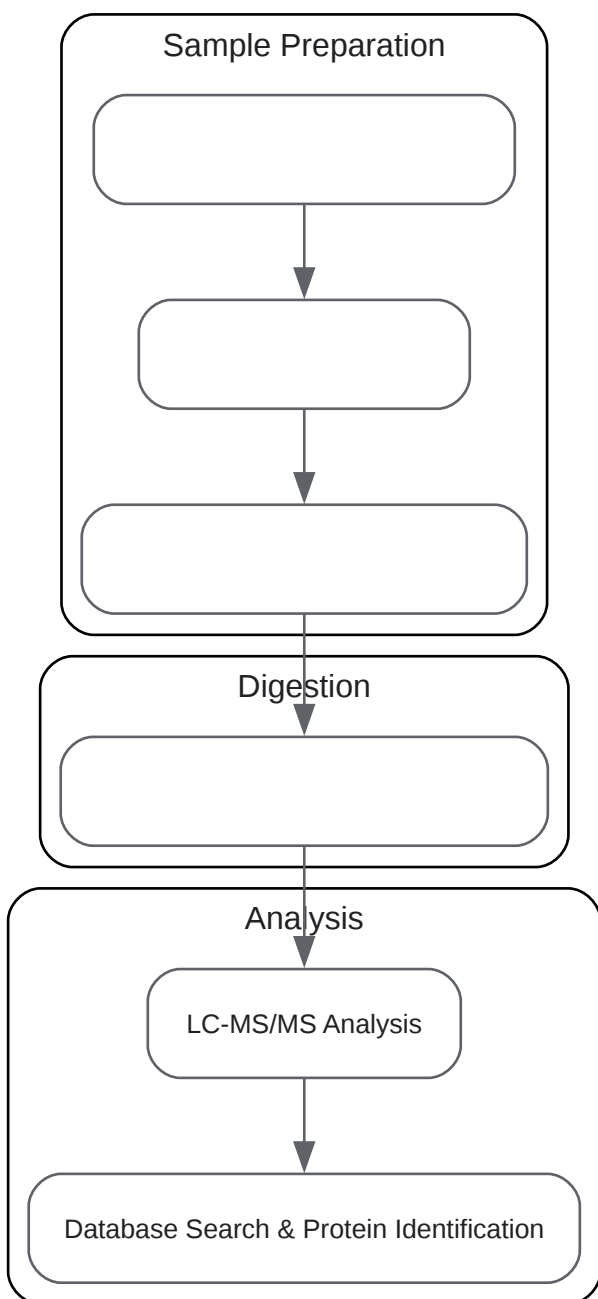 Sample Preparation
Digestion
Analysis
LC-MS/MS Analysis
Database Search & Protein Identification